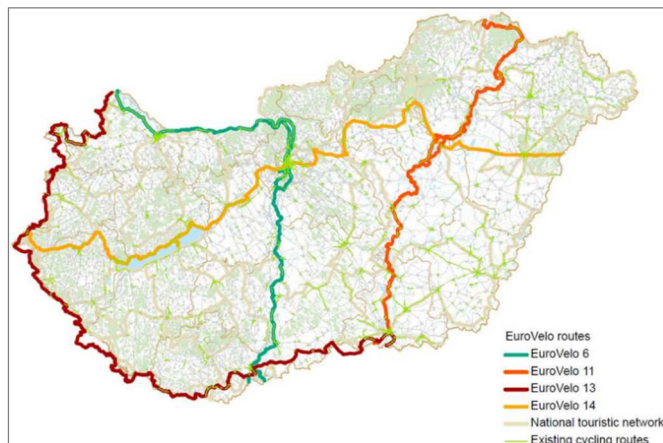 EuroVelo routes
EuroVelo 6
EuroVelo 11
EuroVelo 13
EuroVelo 14
National touristic network
Existing cycling routes